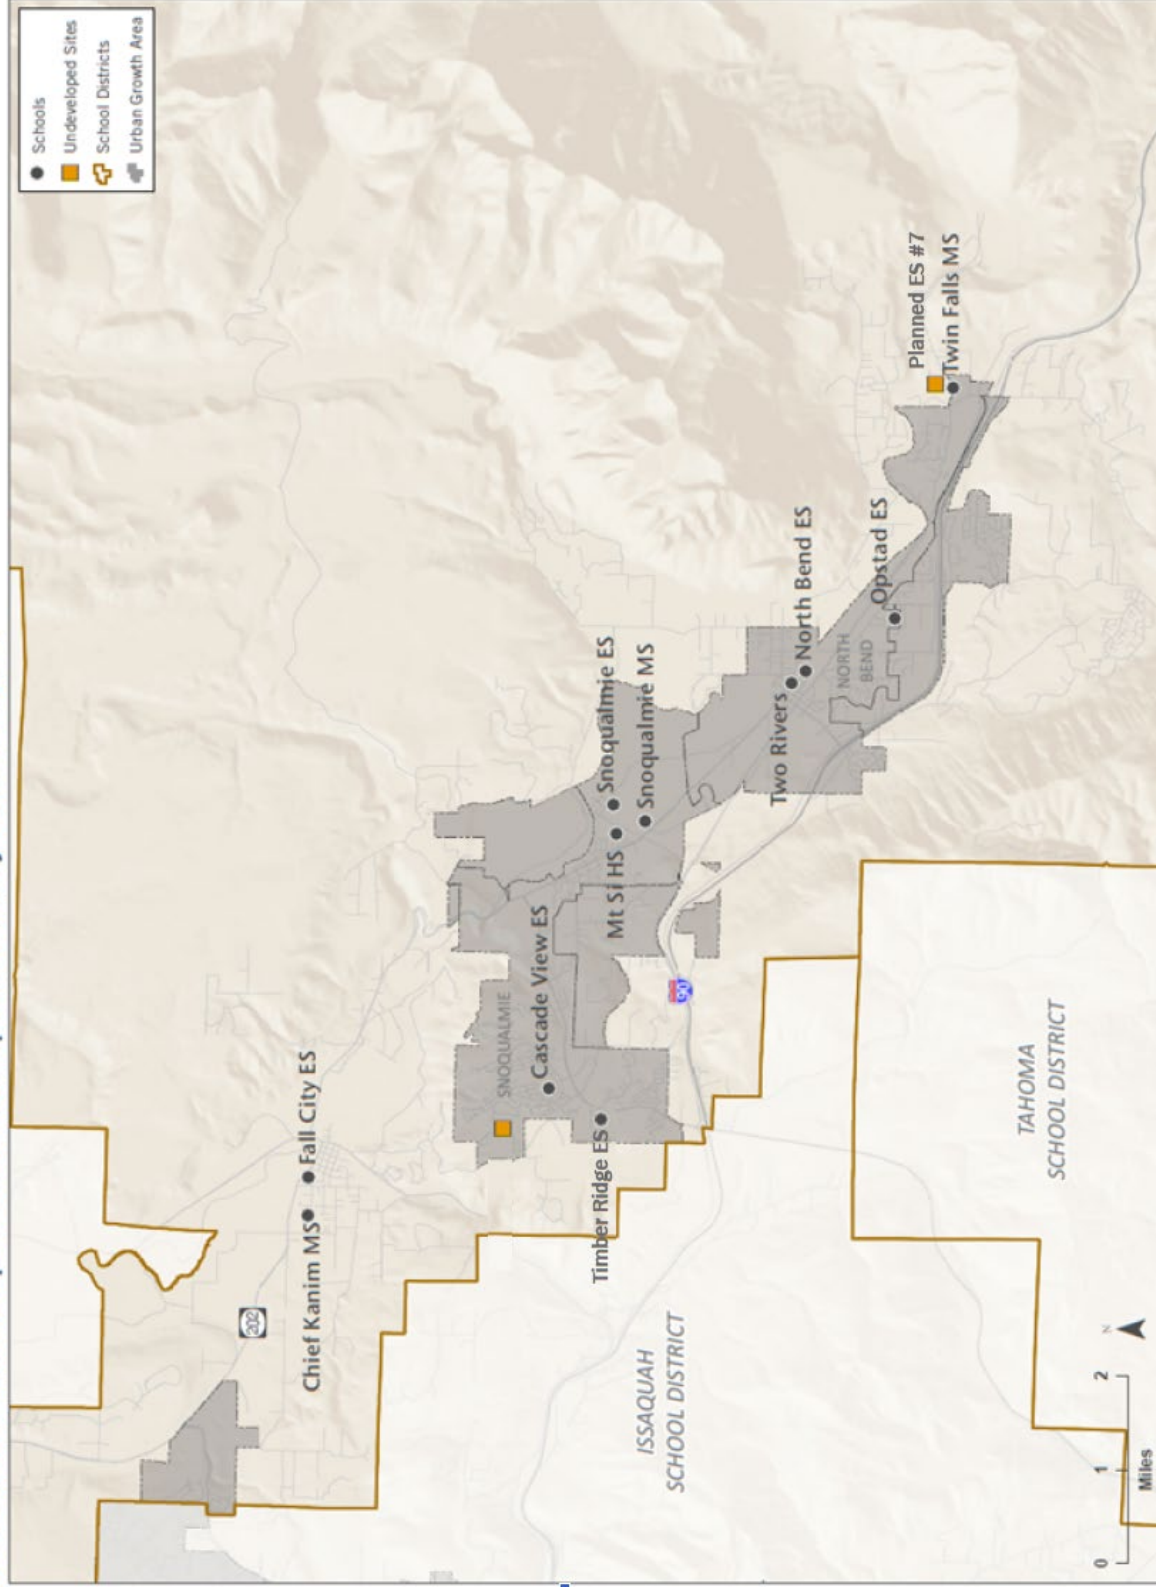 Schools
Undeveloped Sites
School Districts
Urban Growth Area
202
Chief Kanim MS
Fall City ES
SNOQUALMIE
Cascade View ES
Timber Ridge ES
Mt Si HS
Snoqualmie ES
Snoqualmie MS
90
Two Rivers
North Bend ES
NORTH
BEND
Opstad ES
Planned ES #7
Twin Falls MS
ISSAQUAH
SCHOOL DISTRICT
TAHOMA
SCHOOL DISTRICT
N
0 1 2
Miles